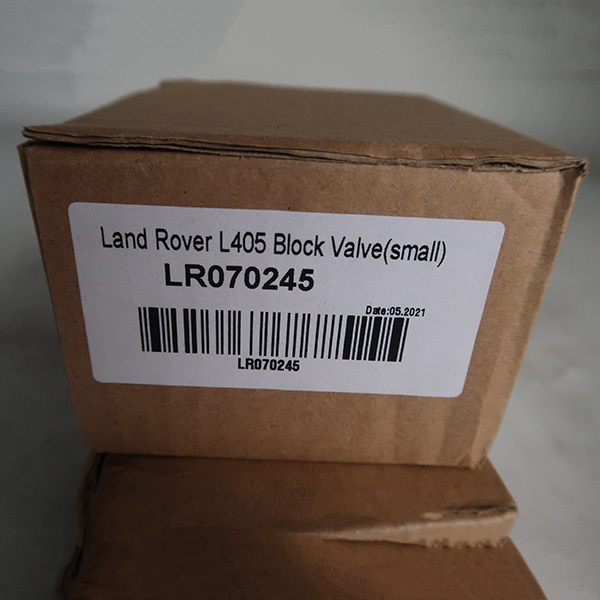 Land Rover L405 Block Valve(small)
LR070245
Date:05.2021
LR070245